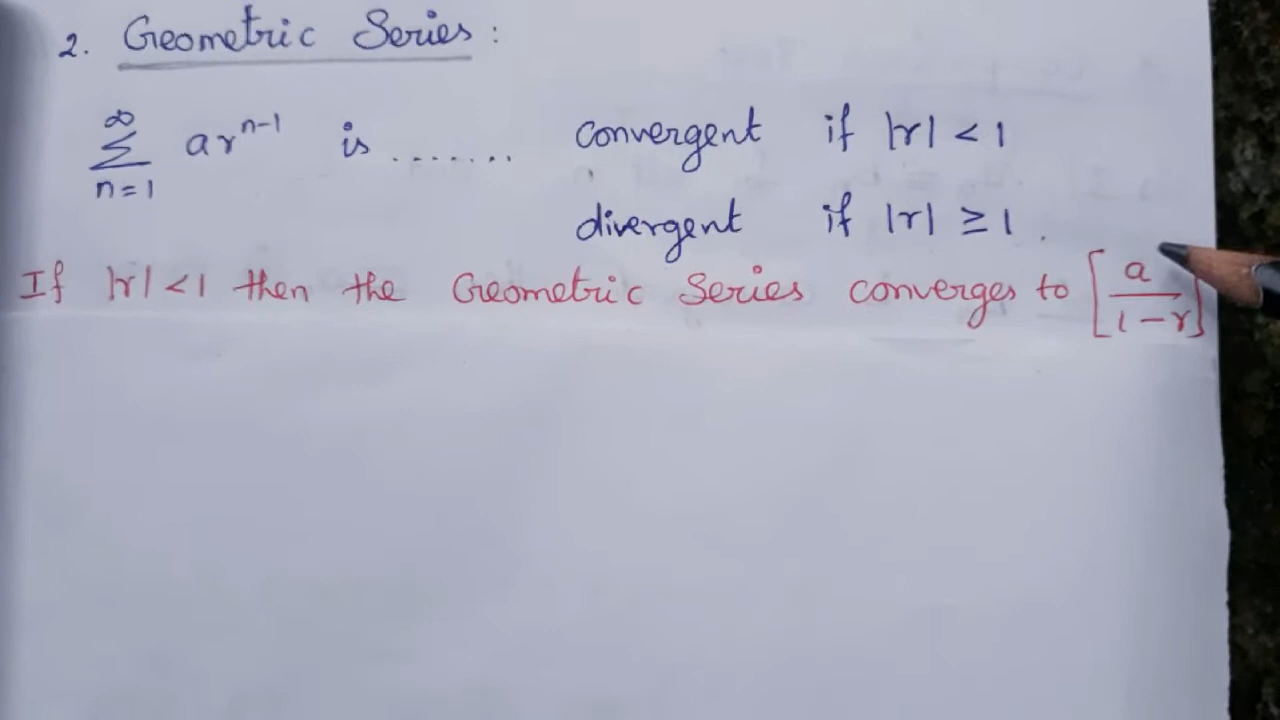 2. Geometric Series :
∞
∑ ar^{n-1} is ....... convergent if |r| < 1
n=1
divergent if |r| ≥ 1 .
If |r| < 1 then the Geometric Series converges to [a/(1-r)]